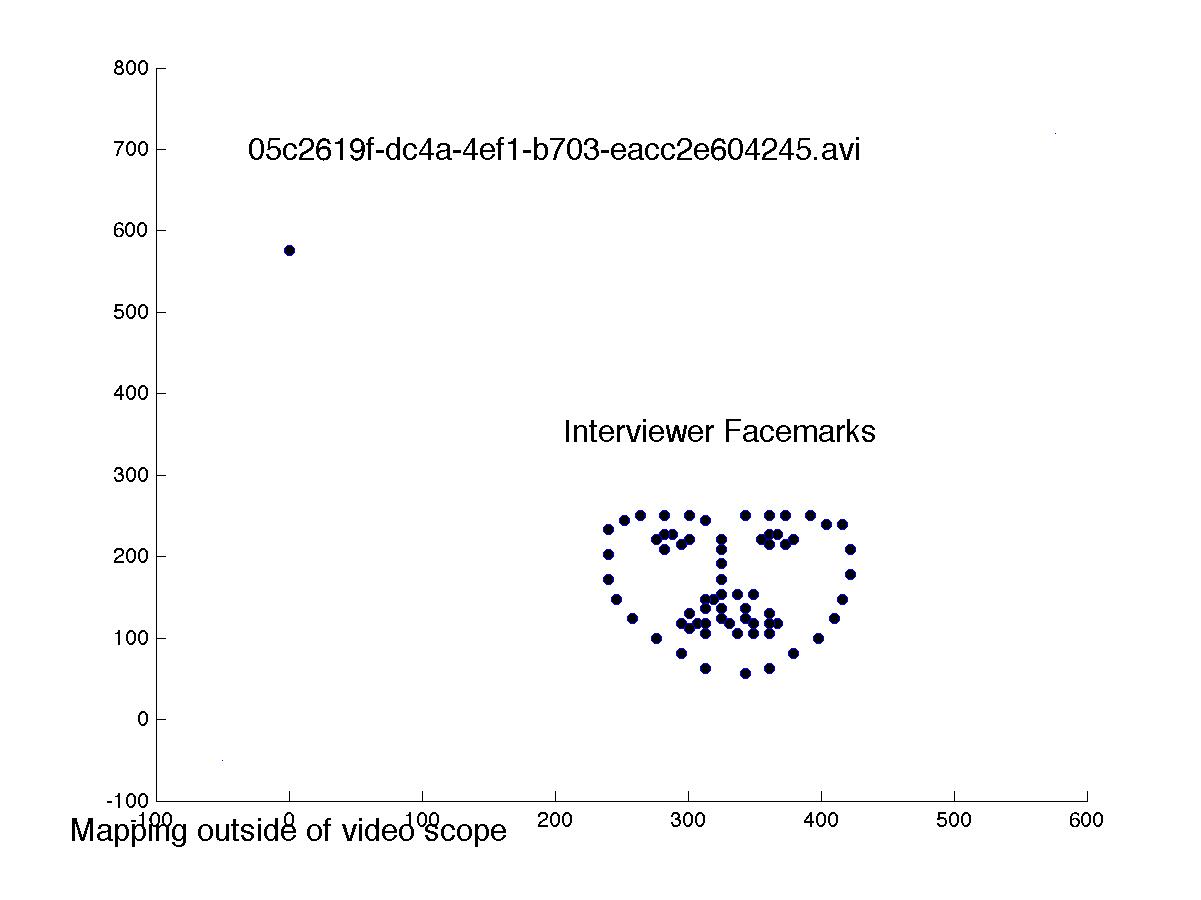 800
700
05c2619f-dc4a-4ef1-b703-eacc2e604245.avi
600
500
400
Interviewer Facemarks
300
200
100
0
-100
-100 0 100 200 300 400 500 600
Mapping outside of video scope